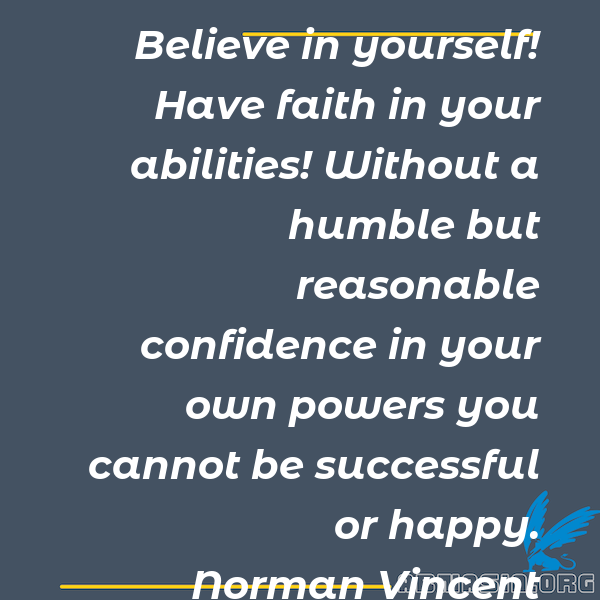 Believe in yourself!
Have faith in your
abilities! Without a
humble but
reasonable
confidence in your
own powers you
cannot be successful
or happy.
Norman Vincent